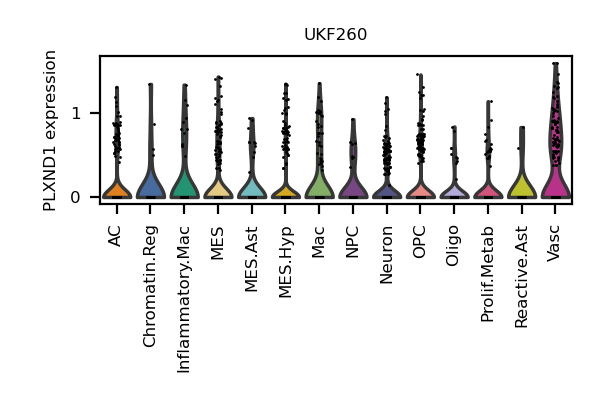 UKF260
PLXND1 expression
1
0
AC
Chromatin.Reg
Inflammatory.Mac
MES
MES.Ast
MES.Hyp
Mac
NPC
Neuron
OPC
Oligo
Prolif.Metab
Reactive.Ast
Vasc